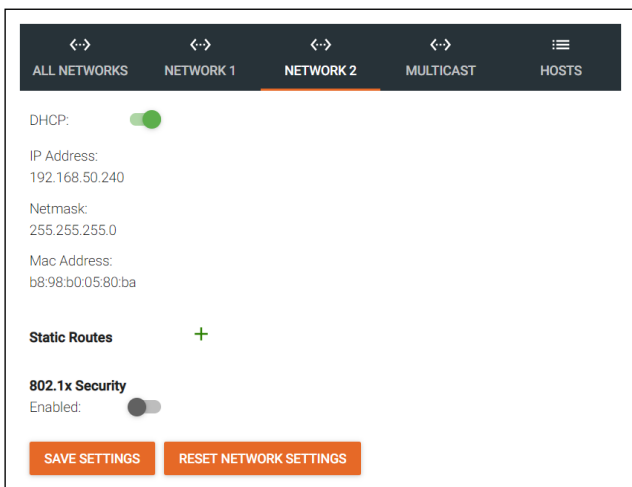 ALL NETWORKS
NETWORK 1
NETWORK 2
MULTICAST
HOSTS
DHCP:
IP Address:
192.168.50.240
Netmask:
255.255.255.0
Mac Address:
b8:98:b0:05:80:ba
Static Routes
802.1x Security
Enabled:
SAVE SETTINGS
RESET NETWORK SETTINGS